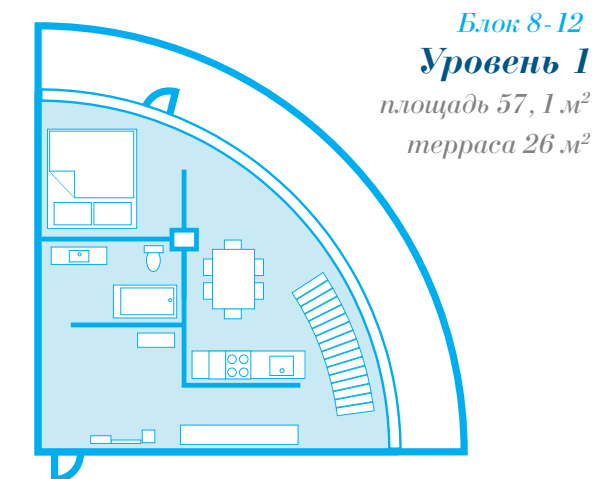 Блок 8-12
Уровень 1
площадь 57, 1 м²
терраса 26 м²